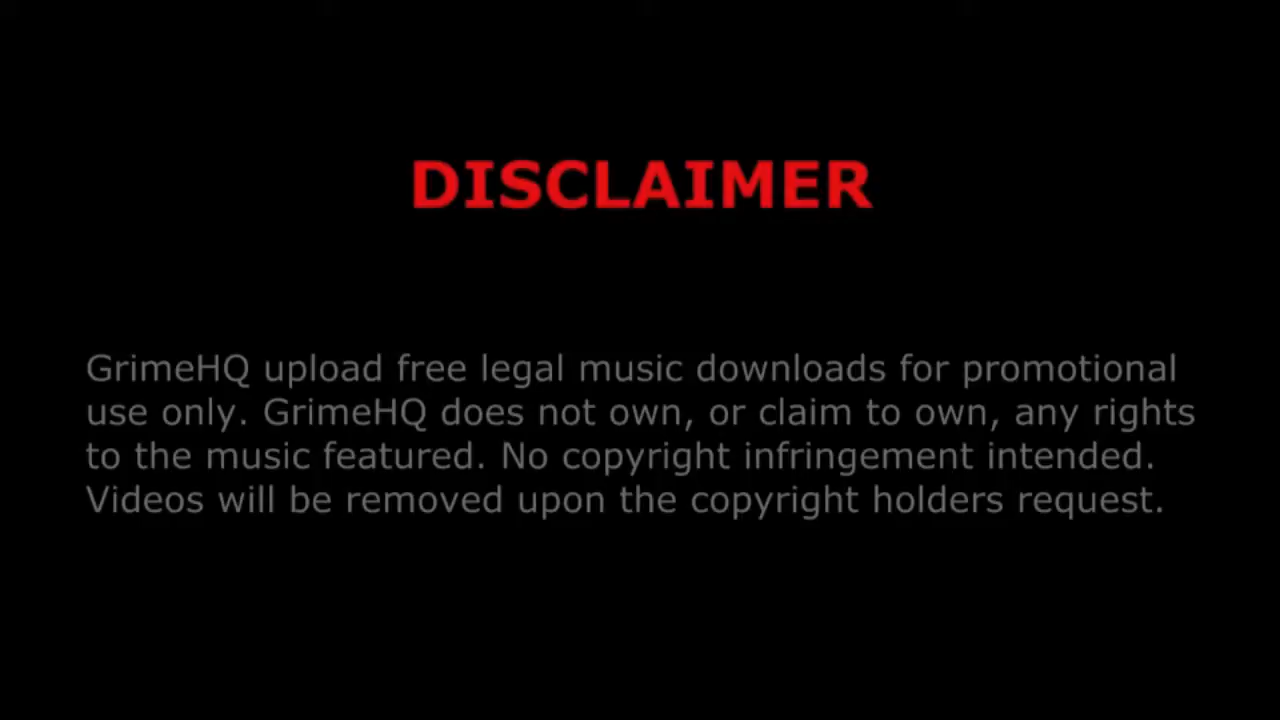 DISCLAIMER
GrimeHQ upload free legal music downloads for promotional
use only. GrimeHQ does not own, or claim to own, any rights
to the music featured. No copyright infringement intended.
Videos will be removed upon the copyright holders request.